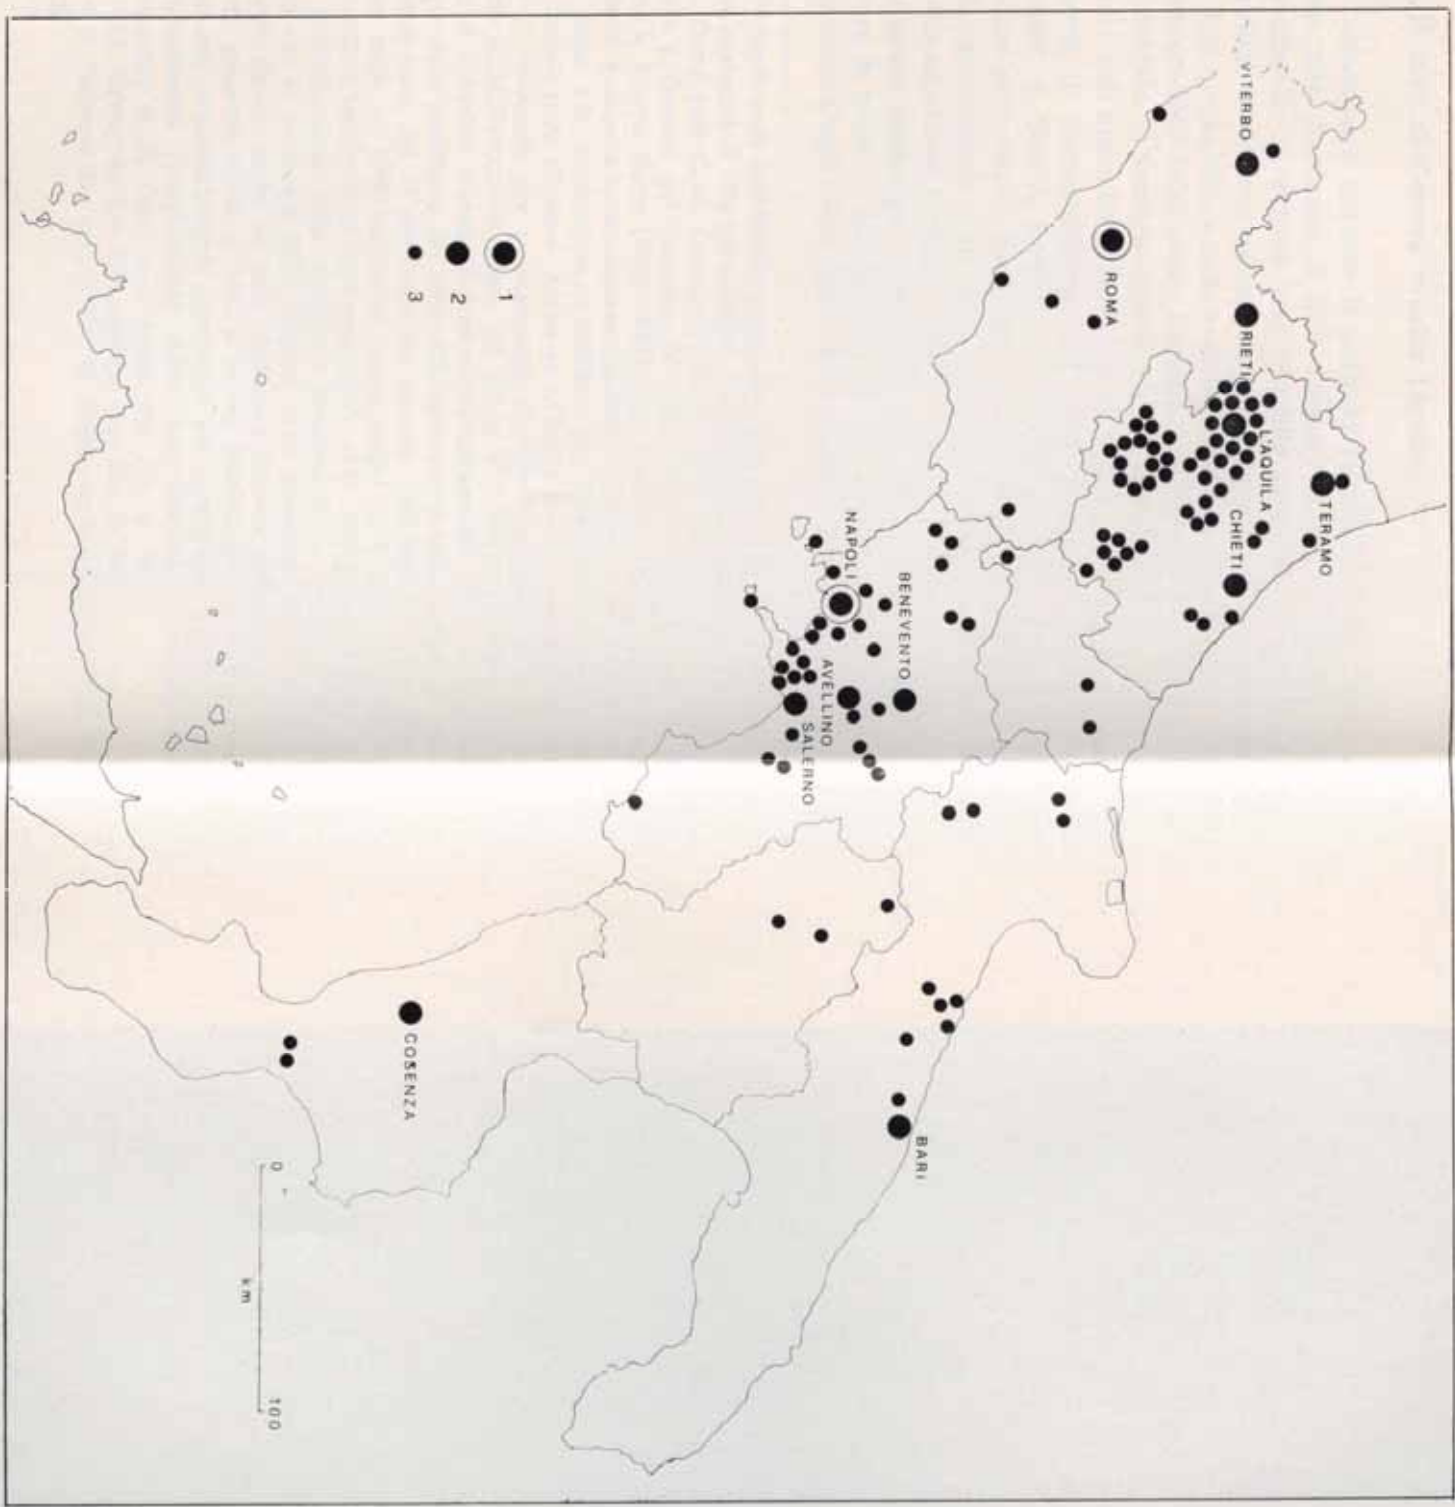 VITERBO
ROMA
RIETI
L'AQUILA
TERAMO
CHIETI
NAPOLI
BENEVENTO
AVELLINO
SALERNO
BARI
COSENZA
1
2
3
0
100
km